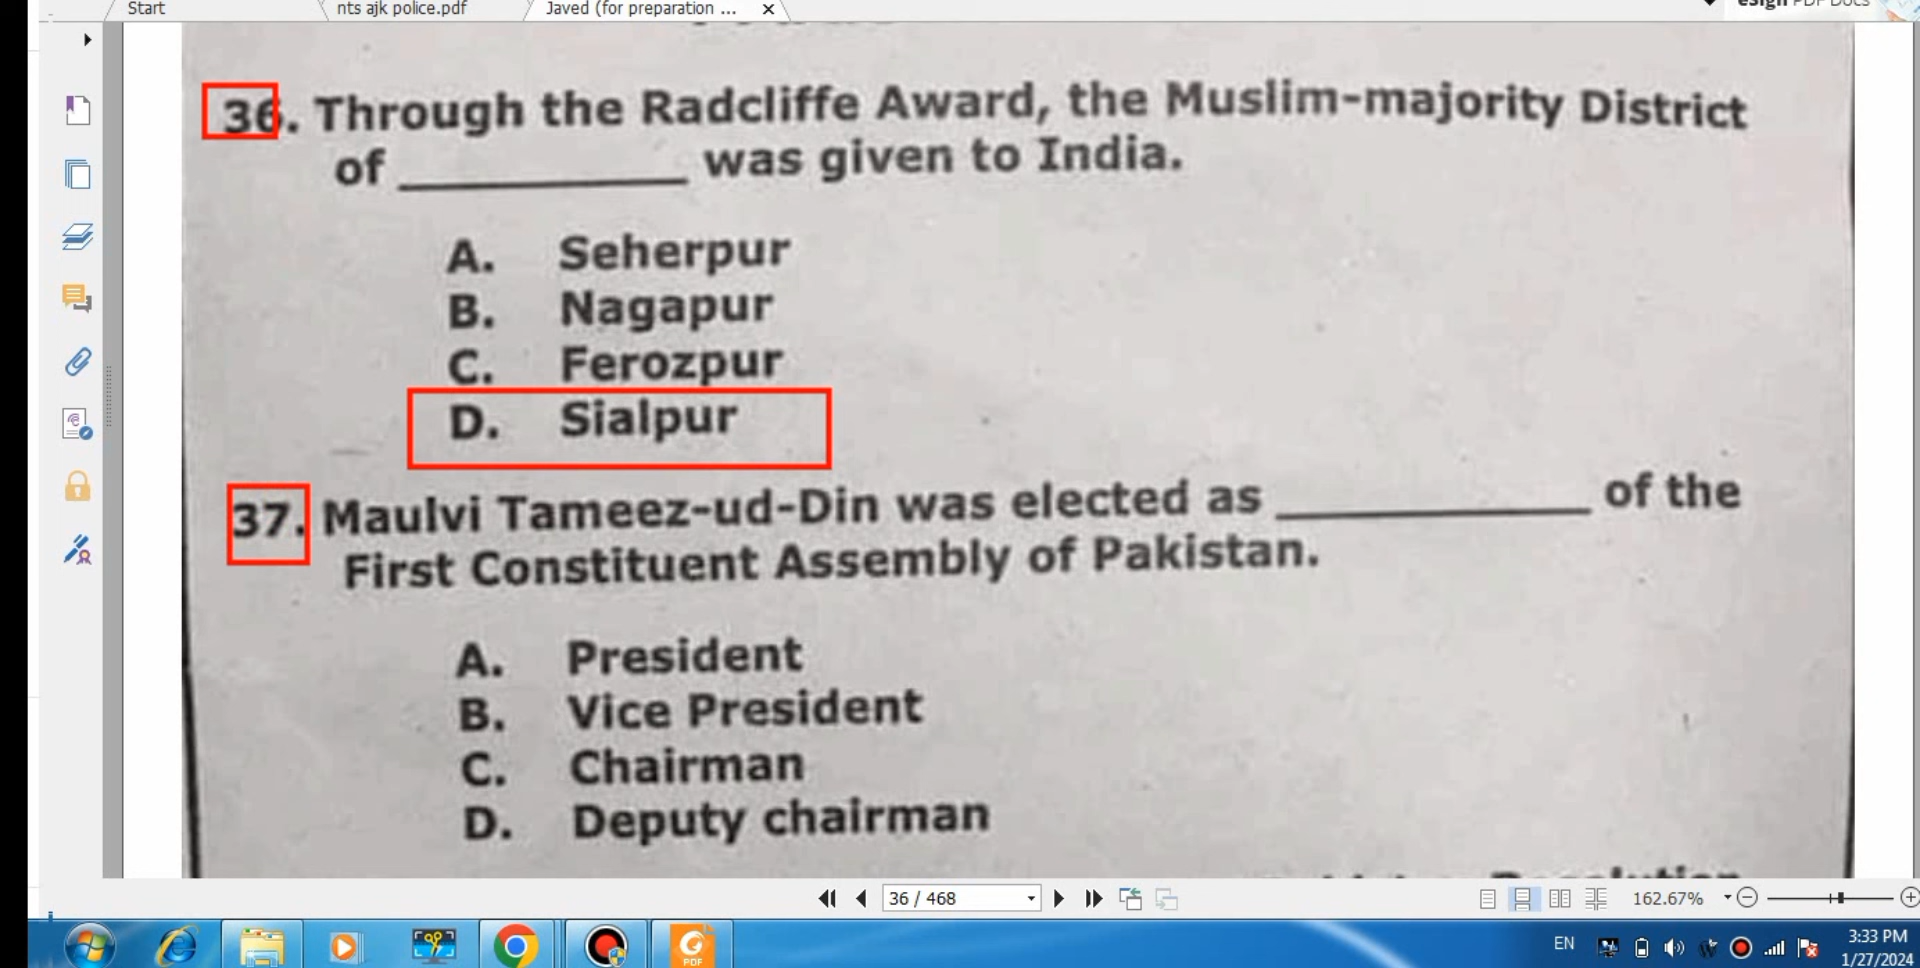 Start
nts ajk police.pdf
Javed (for preparation ...
36. Through the Radcliffe Award, the Muslim-majority District
of __________ was given to India.
A. Seherpur
B. Nagapur
C. Ferozpur
D. Sialpur
37. Maulvi Tameez-ud-Din was elected as __________ of the
First Constituent Assembly of Pakistan.
A. President
B. Vice President
C. Chairman
D. Deputy chairman
36 / 468
162.67%
EN
3:33 PM
1/27/2024